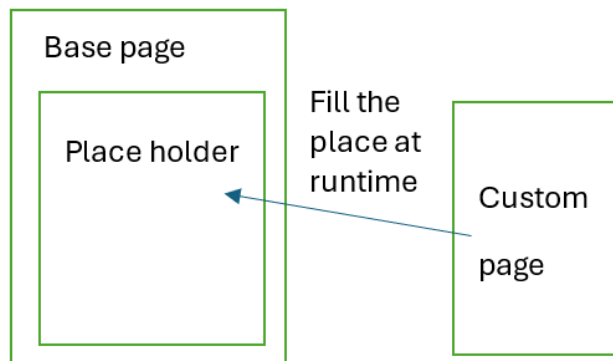 Base page
Place holder
Fill the
place at
runtime
Custom
page